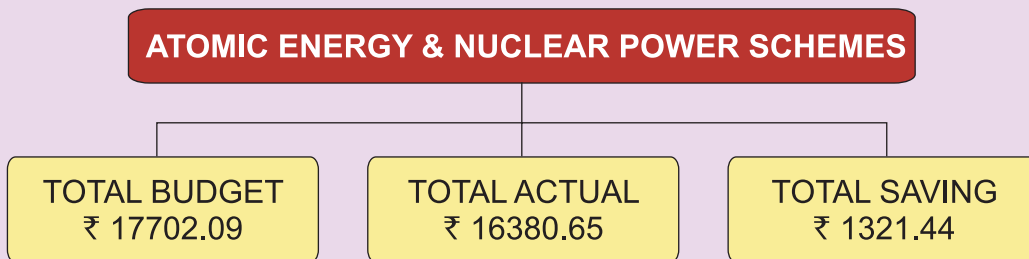 ATOMIC ENERGY & NUCLEAR POWER SCHEMES
TOTAL BUDGET
₹ 17702.09
TOTAL ACTUAL
₹ 16380.65
TOTAL SAVING
₹ 1321.44